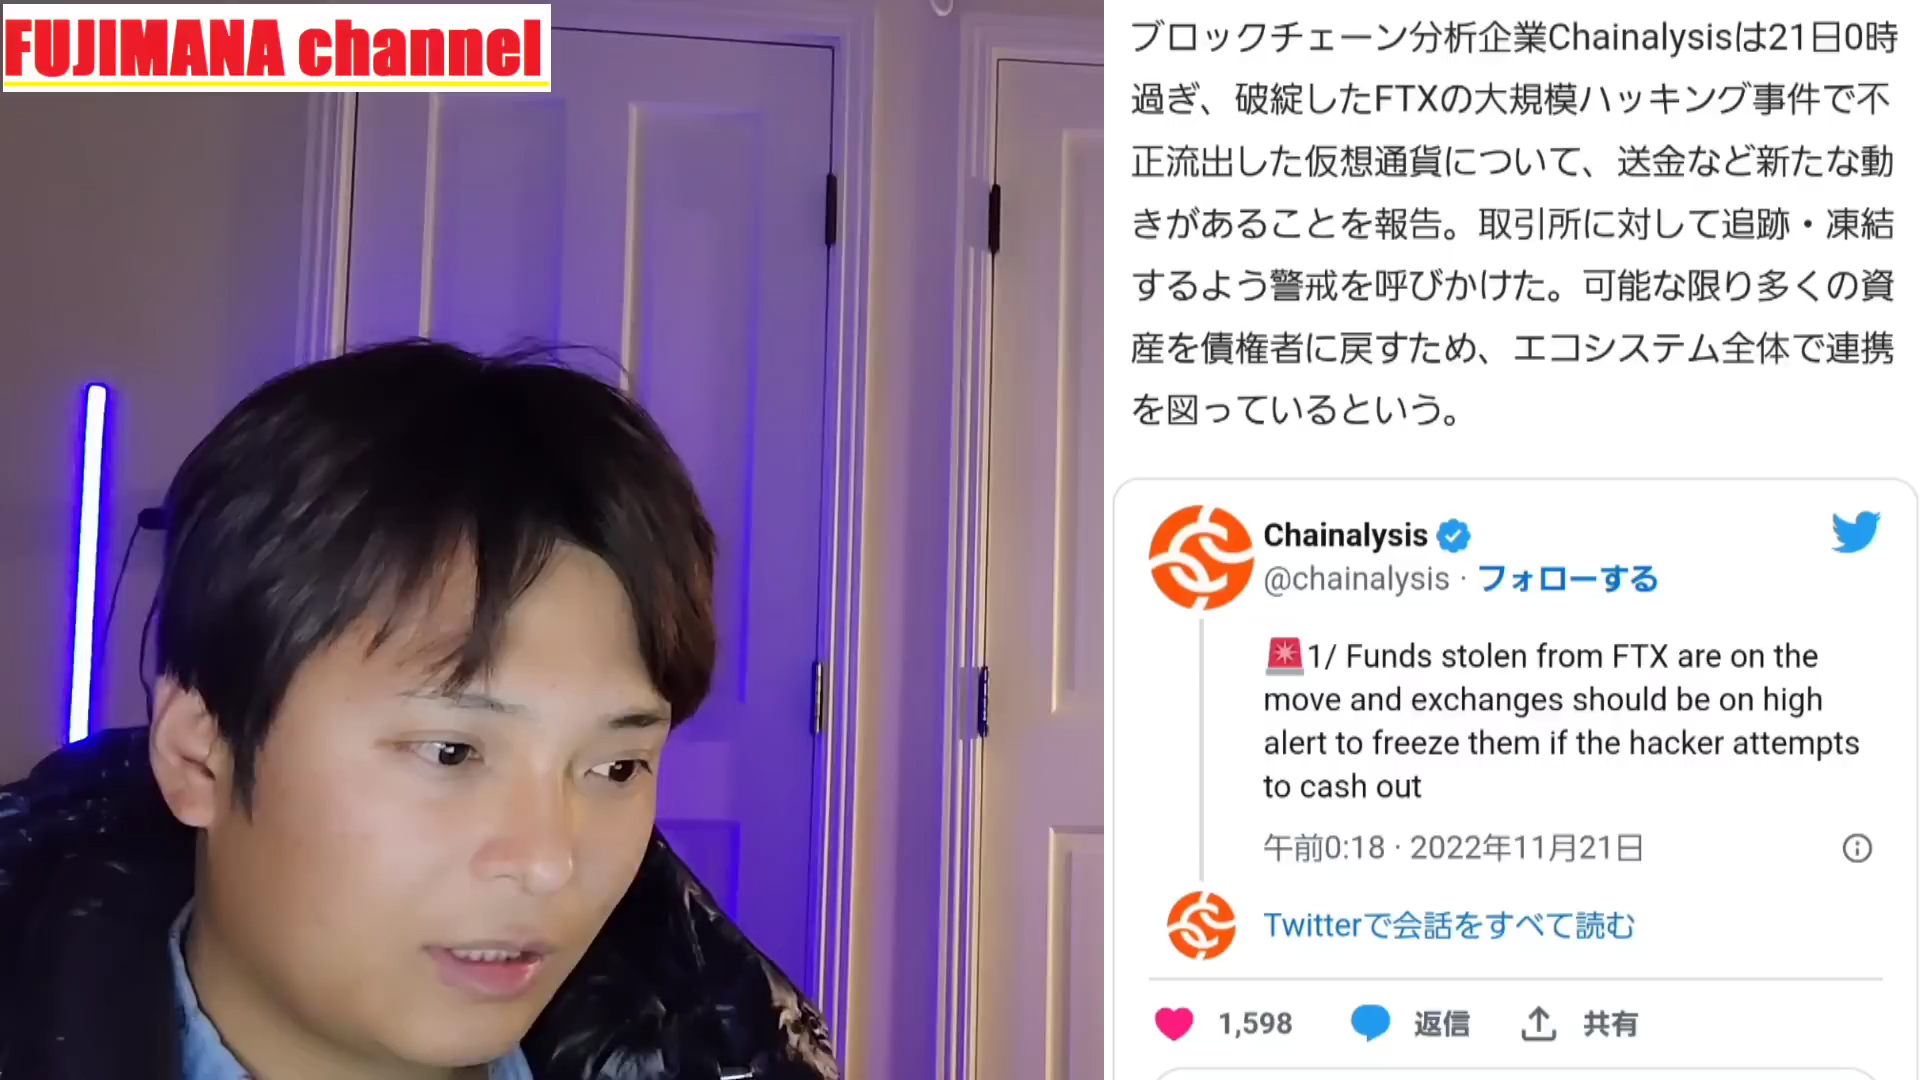 FUJIMANA channel
ブロックチェーン分析企業Chainalysisは21日0時
過ぎ、破綻したFTXの大規模ハッキング事件で不
正流出した仮想通貨について、送金など新たな動
きがあることを報告。取引所に対して追跡・凍結
するよう警戒を呼びかけた。可能な限り多くの資
産を債権者に戻すため、エコシステム全体で連携
を図っているという。
Chainalysis
@chainalysis · フォローする
🚨1/ Funds stolen from FTX are on the
move and exchanges should be on high
alert to freeze them if the hacker attempts
to cash out
午前0:18 · 2022年11月21日
Twitterで会話をすべて読む
1,598 返信 共有